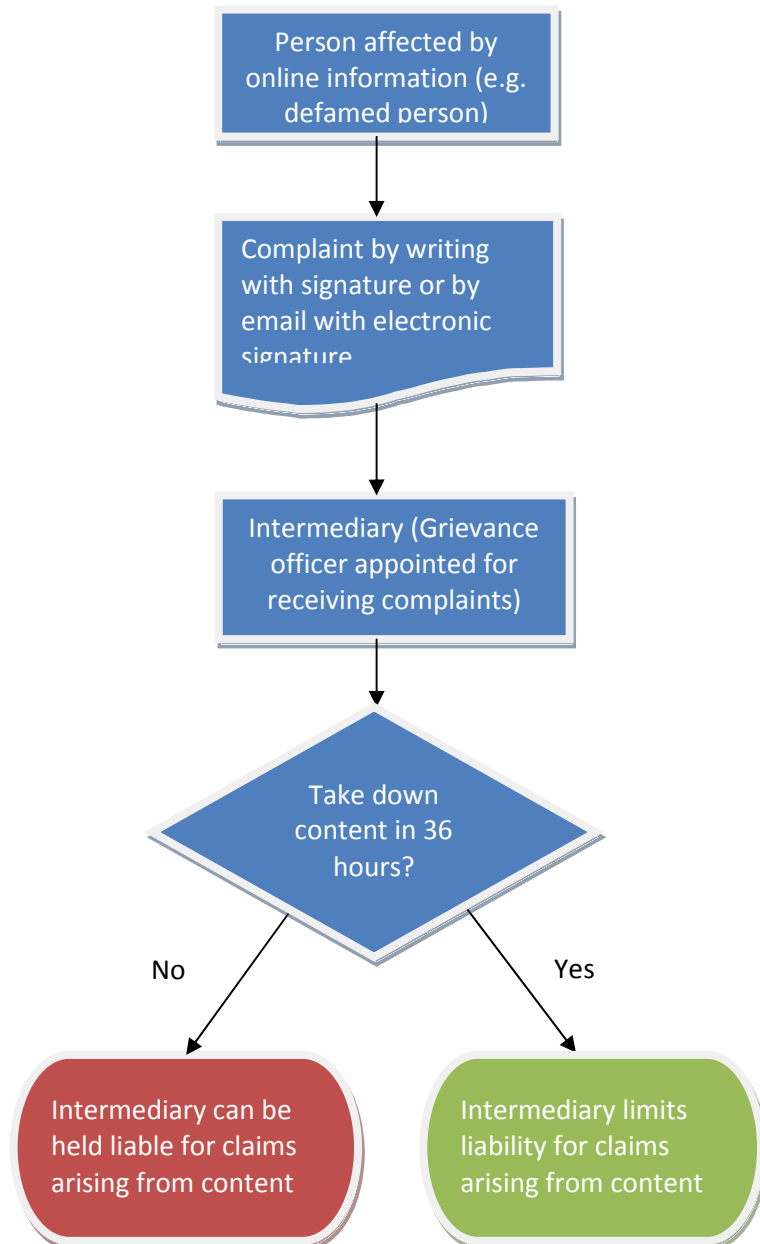 Person affected by
online information (e.g.
defamed person)
Complaint by writing
with signature or by
email with electronic
signature
Intermediary (Grievance
officer appointed for
receiving complaints)
Take down
content in 36
hours?
No
Yes
Intermediary can be
held liable for claims
arising from content
Intermediary limits
liability for claims
arising from content